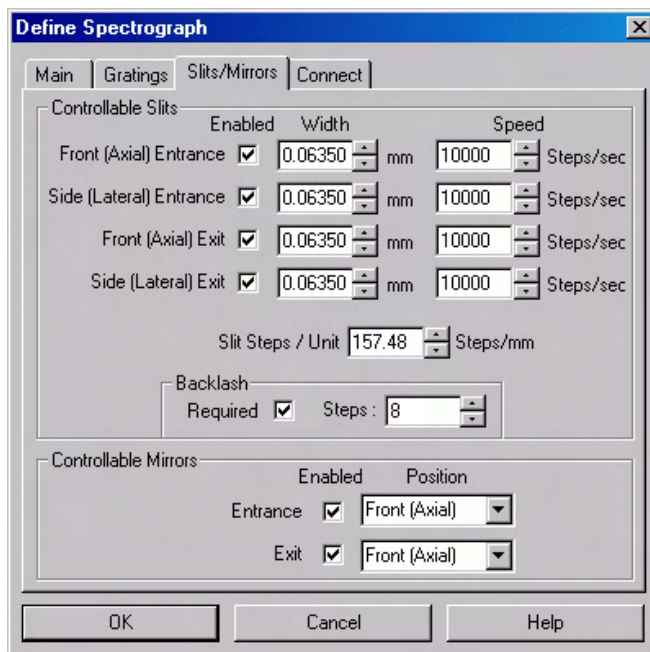 Define Spectrograph
Main Gratings Slits/Mirrors Connect
Controllable Slits
Enabled Width Speed
Front (Axial) Entrance 0.06350 mm 10000 Steps/sec
Side (Lateral) Entrance 0.06350 mm 10000 Steps/sec
Front (Axial) Exit 0.06350 mm 10000 Steps/sec
Side (Lateral) Exit 0.06350 mm 10000 Steps/sec
Slit Steps / Unit 157.48 Steps/mm
Backlash
Required Steps : 8
Controllable Mirrors
Enabled Position
Entrance Front (Axial)
Exit Front (Axial)
OK Cancel Help